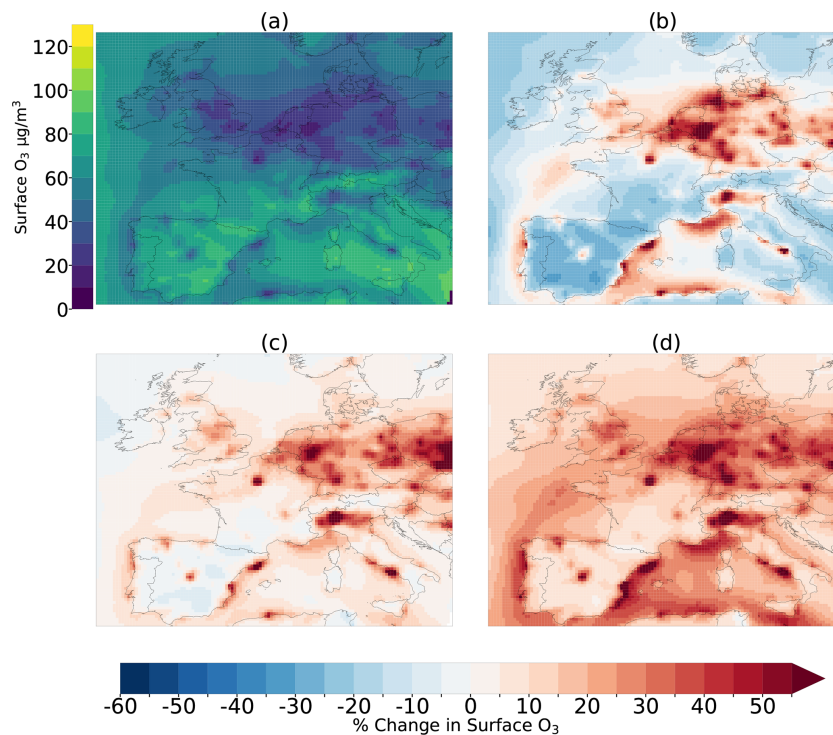 (a)
(b)
120
100
80
60
40
20
0
Surface O₃ μg/m³
(c)
(d)
-60 -50 -40 -30 -20 -10 0 10 20 30 40 50
% Change in Surface O₃